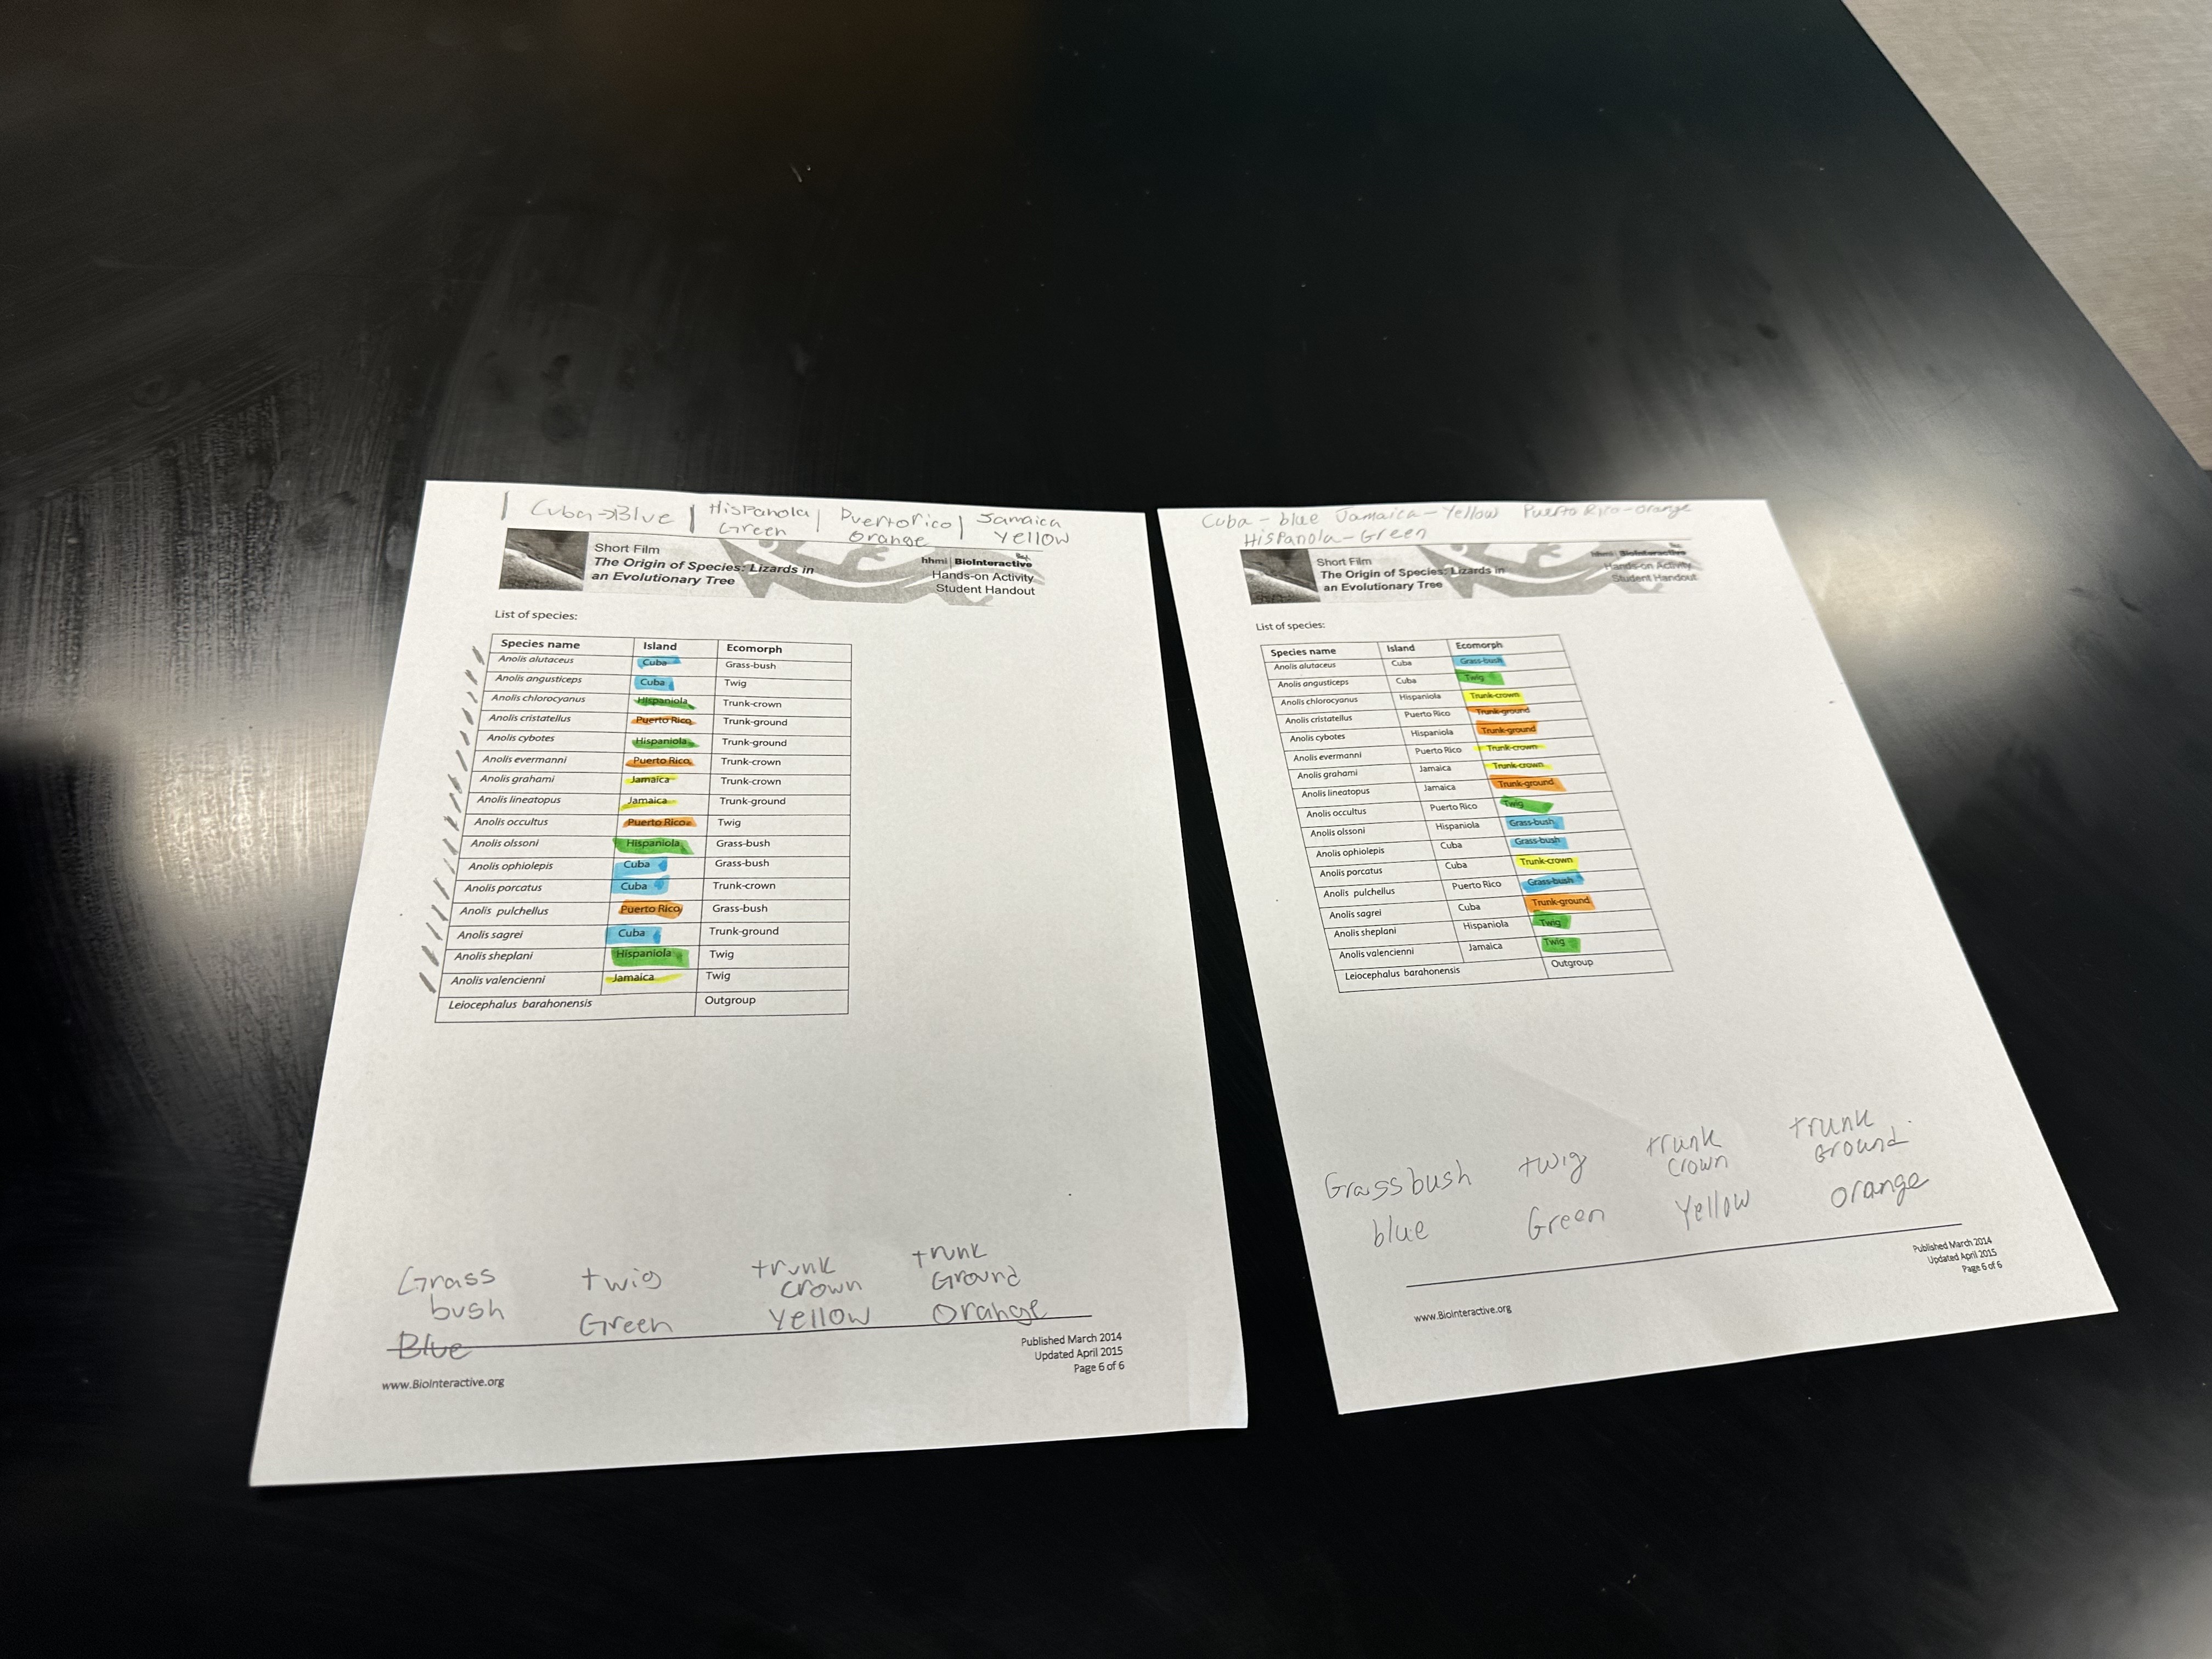 Cuba->Blue | Hispanola | Puertorico | Jamaica
Green Orange Yellow
Short Film
The Origin of Species: Lizards in
an Evolutionary Tree
hhmi | BioInteractive
Hands-on Activity
Student Handout
List of species:
Species name Island Ecomorph
Anolis alutaceus Cuba Grass-bush
Anolis angusticeps Cuba Twig
Anolis chlorocyanus Hispaniola Trunk-crown
Anolis cristatellus Puerto Rico Trunk-ground
Anolis cybotes Hispaniola Trunk-ground
Anolis evermanni Puerto Rico Trunk-crown
Anolis grahami Jamaica Trunk-crown
Anolis lineatopus Jamaica Trunk-ground
Anolis occultus Puerto Rico Twig
Anolis olssoni Hispaniola Grass-bush
Anolis ophiolepis Cuba Grass-bush
Anolis porcatus Cuba Trunk-crown
Anolis pulchellus Puerto Rico Grass-bush
Anolis sagrei Cuba Trunk-ground
Anolis sheplani Hispaniola Twig
Anolis valencienni Jamaica Twig
Leiocephalus barahonensis Outgroup
Grass bush twig trunk crown trunk Ground
Blue Green Yellow Orange
www.BioInteractive.org
Published March 2014
Updated April 2015
Page 6 of 6
Cuba - blue Jamaica - Yellow Puerto Rico - orange
Hispanola - Green
Short Film
The Origin of Species: Lizards in
an Evolutionary Tree
hhmi | BioInteractive
Hands-on Activity
Student Handout
List of species:
Species name Island Ecomorph
Anolis alutaceus Cuba Grass-bush
Anolis angusticeps Cuba Twig
Anolis chlorocyanus Hispaniola Trunk-crown
Anolis cristatellus Puerto Rico Trunk-ground
Anolis cybotes Hispaniola Trunk-ground
Anolis evermanni Puerto Rico Trunk-crown
Anolis grahami Jamaica Trunk-crown
Anolis lineatopus Jamaica Trunk-ground
Anolis occultus Puerto Rico Twig
Anolis olssoni Hispaniola Grass-bush
Anolis ophiolepis Cuba Grass-bush
Anolis porcatus Cuba Trunk-crown
Anolis pulchellus Puerto Rico Grass-bush
Anolis sagrei Cuba Trunk-ground
Anolis sheplani Hispaniola Twig
Anolis valencienni Jamaica Twig
Leiocephalus barahonensis Outgroup
Grassbush twig trunk crown trunk Ground
blue Green Yellow orange
www.BioInteractive.org
Published March 2014
Updated April 2015
Page 6 of 6